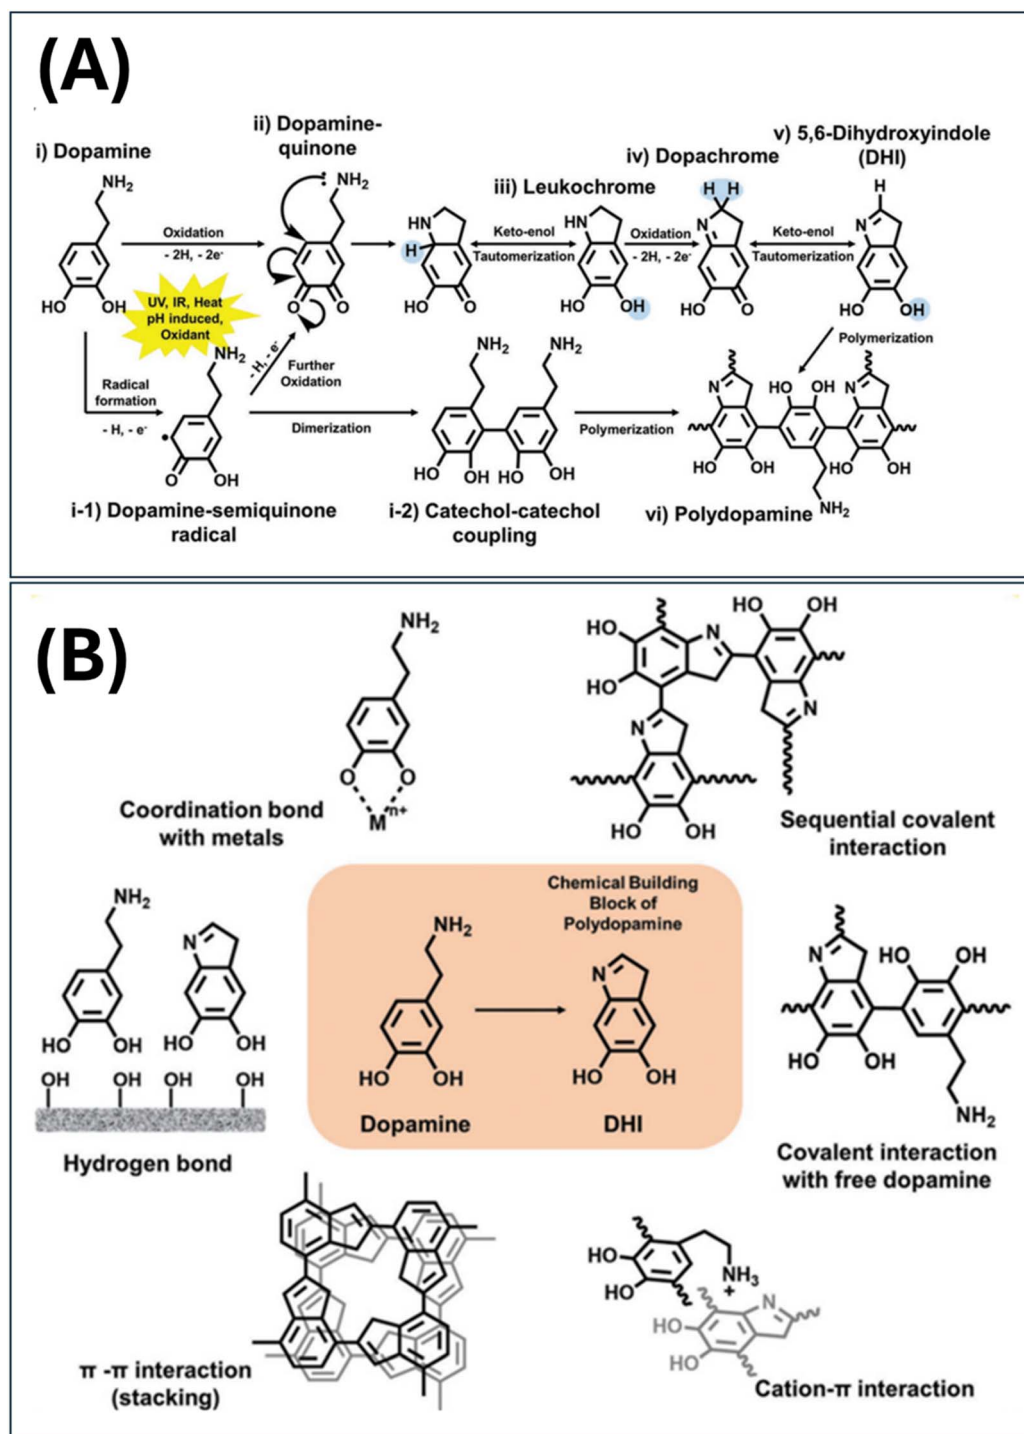 (A)
i) Dopamine
NH2
HO
OH
Oxidation
- 2H, - 2e-
UV, IR, Heat
pH induced,
Oxidant
ii) Dopamine-
quinone
NH2
O
O
HN
H
HO
O
Keto-enol
Tautomerization
iii) Leukochrome
HN
HO
OH
Oxidation
- 2H, - 2e-
iv) Dopachrome
H H
N
HO
O
Keto-enol
Tautomerization
v) 5,6-Dihydroxyindole
(DHI)
H
N
HO
OH
Polymerization
Radical
formation
- H, - e-
NH2
O
OH
i-1) Dopamine-semiquinone
radical
- H, - e-
Further
Oxidation
Dimerization
NH2
NH2
HO
OH
HO
OH
i-2) Catechol-catechol
coupling
Polymerization
N
HO
OH
N
HO
OH
HO
OH
NH2
vi) Polydopamine
(B)
NH2
O
O
Mn+
Coordination bond
with metals
HO
HO
N
HO
OH
N
N
HO
OH
Sequential covalent
interaction
NH2
HO
OH
N
HO
OH
OH
OH
OH
OH
Hydrogen bond
Chemical Building
Block of
Polydopamine
NH2
HO
OH
Dopamine
N
HO
OH
DHI
N
HO
OH
HO
OH
NH2
Covalent interaction
with free dopamine
π -π interaction
(stacking)
HO
HO
NH3
+
N
HO
HO
Cation-π interaction